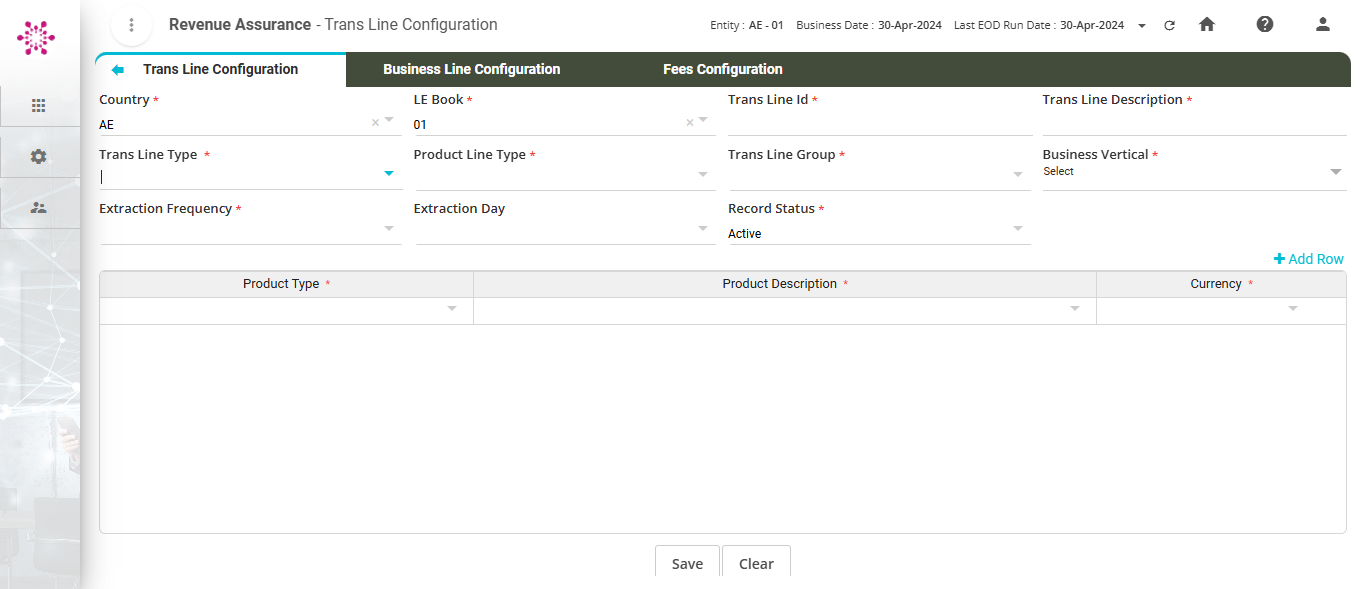 Revenue Assurance - Trans Line Configuration
Entity : AE - 01 Business Date : 30-Apr-2024 Last EOD Run Date : 30-Apr-2024
Trans Line Configuration Business Line Configuration Fees Configuration
Country * LE Book * Trans Line Id * Trans Line Description *
AE × 01 ×
Trans Line Type * Product Line Type * Trans Line Group * Business Vertical *
Select
Extraction Frequency * Extraction Day Record Status *
Active
+ Add Row
Product Type * Product Description * Currency *
Save Clear